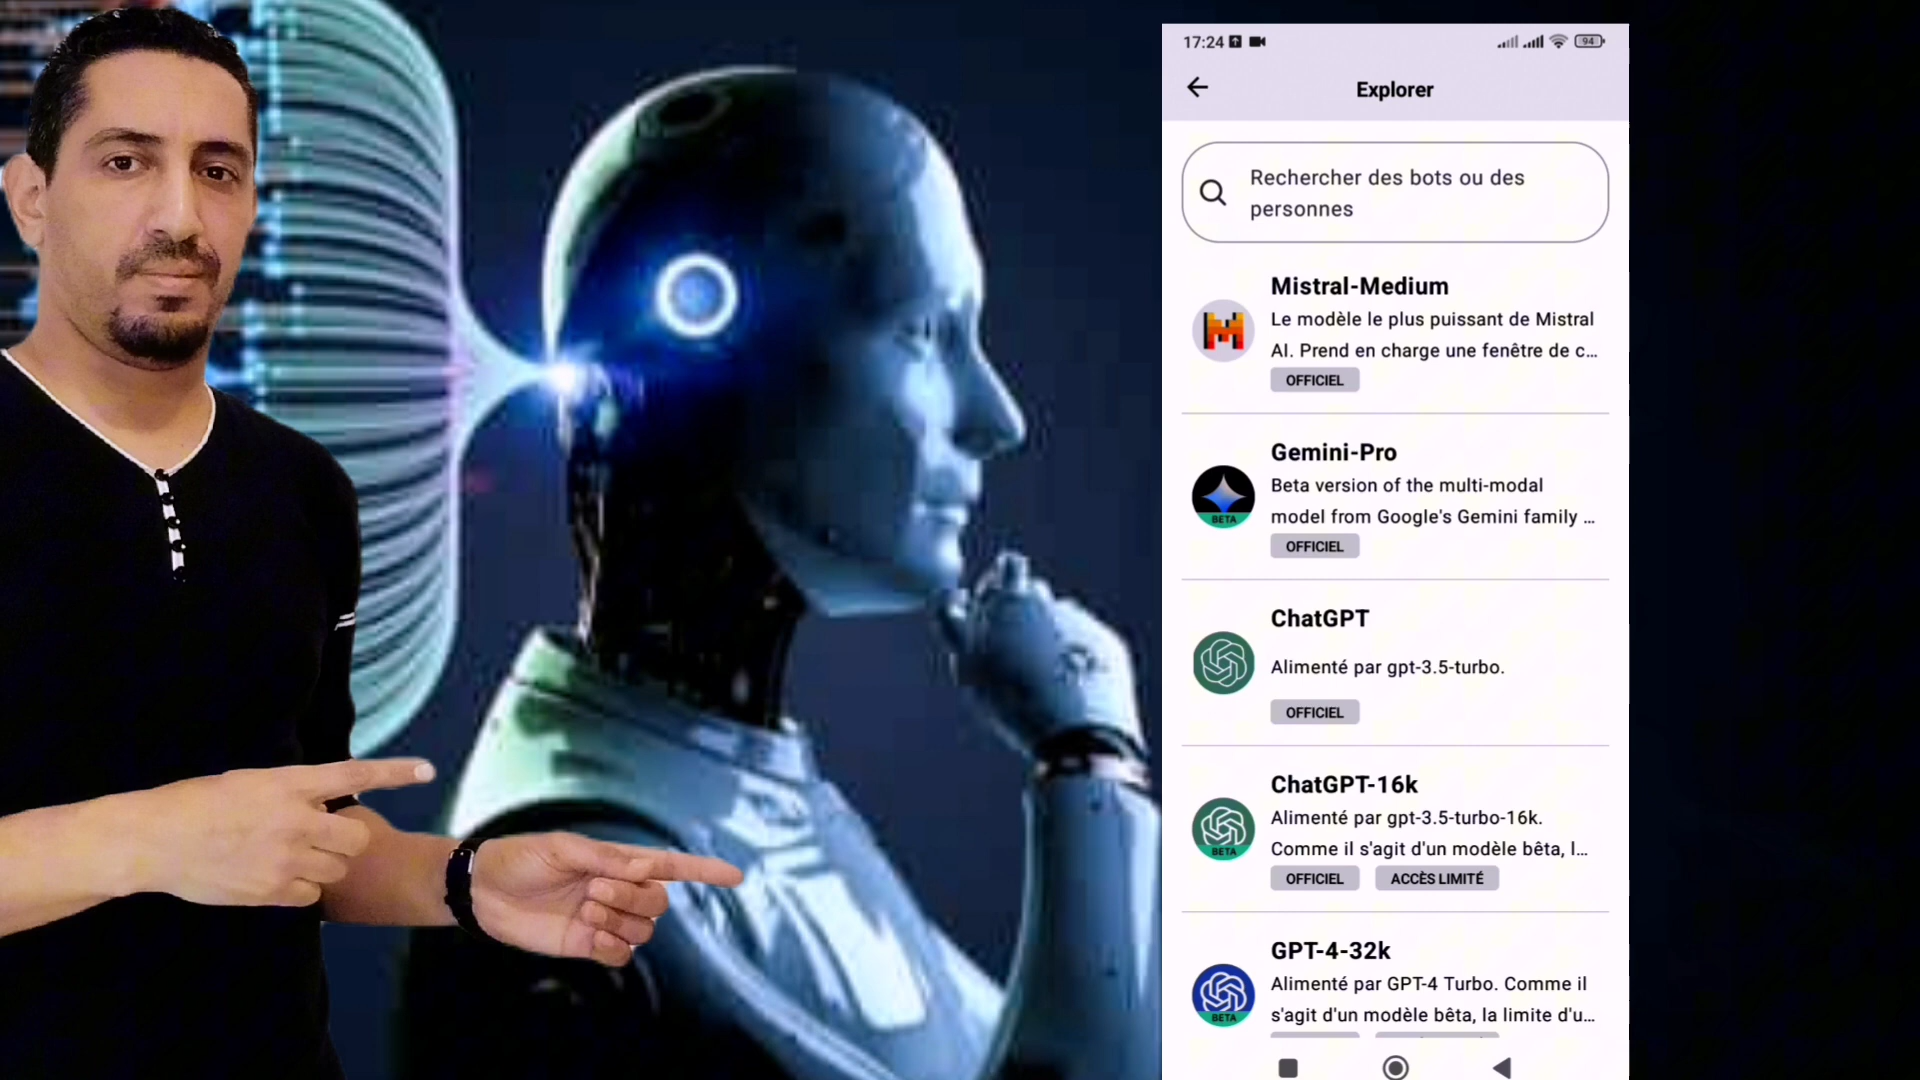 17:24
94
Explorer
Rechercher des bots ou des
personnes
Mistral-Medium
Le modèle le plus puissant de Mistral
AI. Prend en charge une fenêtre de c...
OFFICIEL
Gemini-Pro
Beta version of the multi-modal
model from Google's Gemini family ...
BETA
OFFICIEL
ChatGPT
Alimenté par gpt-3.5-turbo.
OFFICIEL
ChatGPT-16k
Alimenté par gpt-3.5-turbo-16k.
Comme il s'agit d'un modèle bêta, l...
BETA
OFFICIEL ACCÈS LIMITÉ
GPT-4-32k
Alimenté par GPT-4 Turbo. Comme il
s'agit d'un modèle bêta, la limite d'u...
BETA